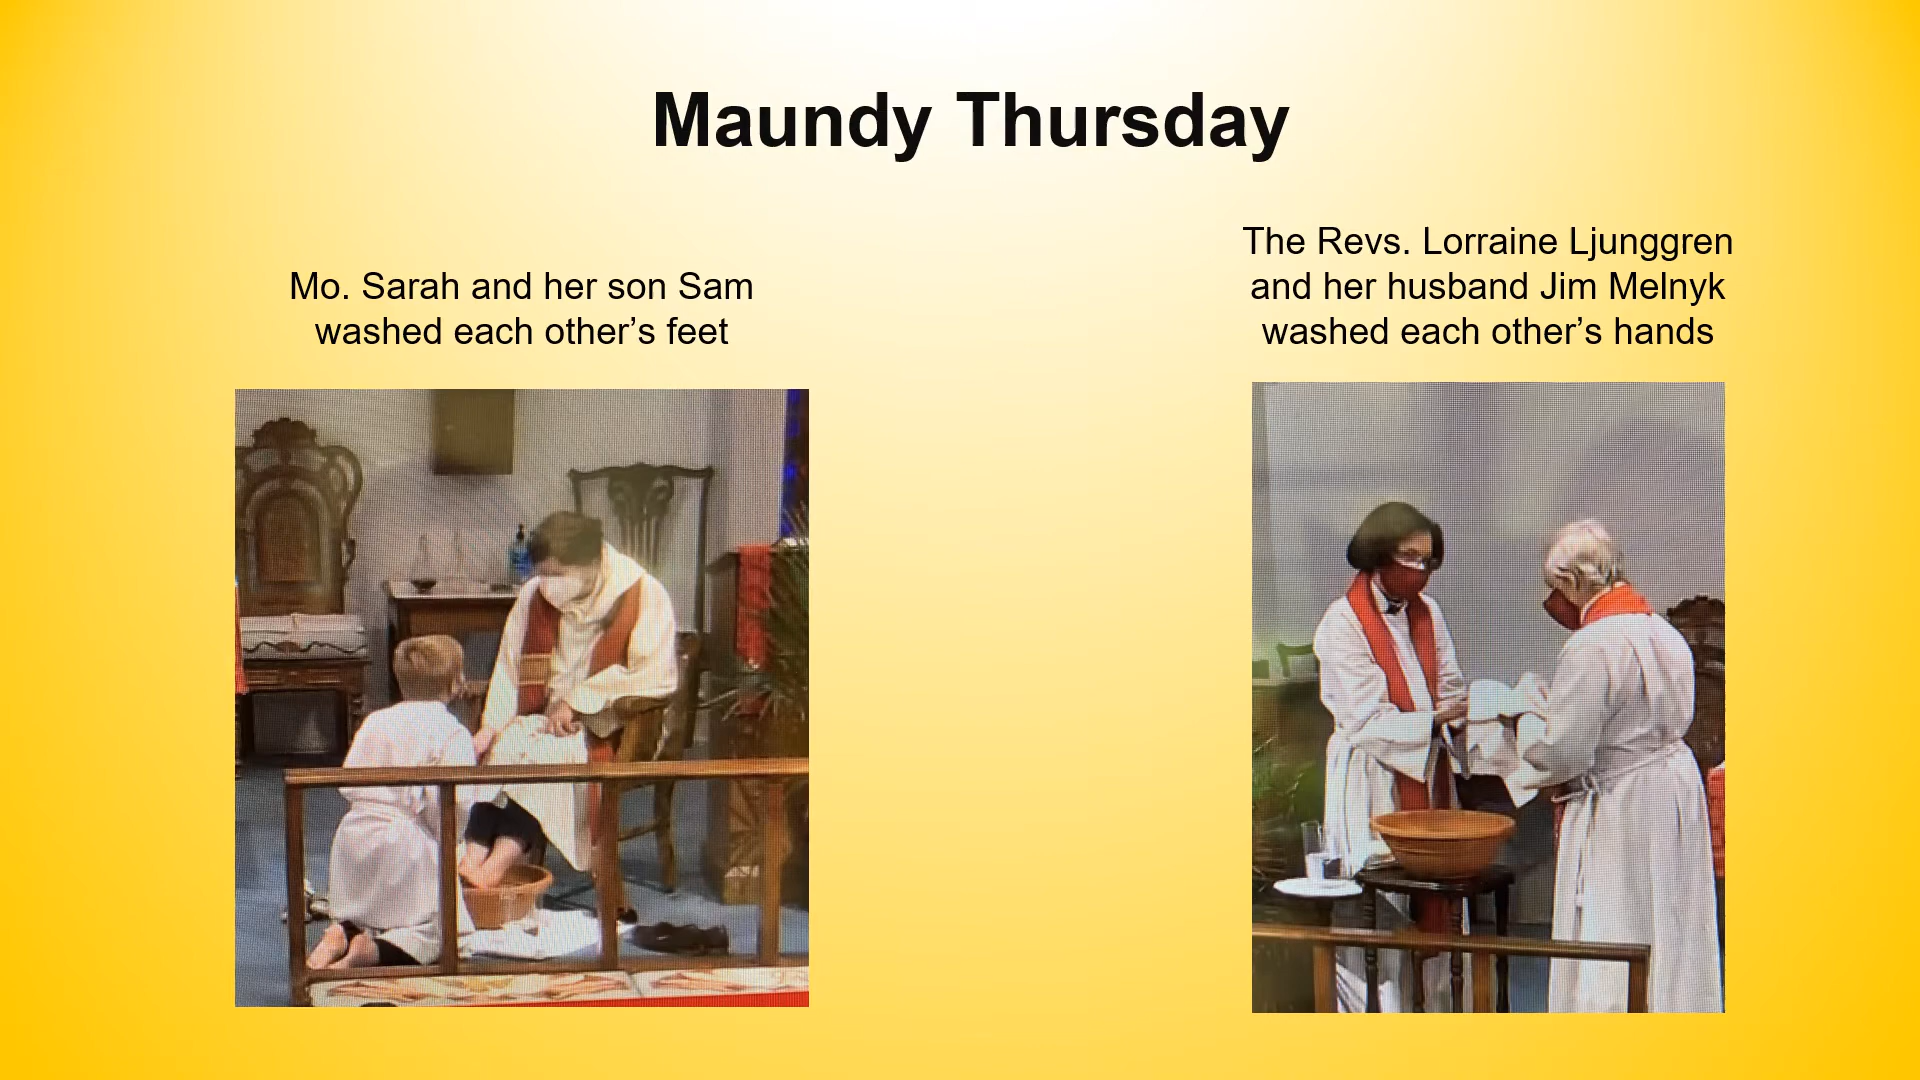 Maundy Thursday
Mo. Sarah and her son Sam
washed each other’s feet
The Revs. Lorraine Ljunggren
and her husband Jim Melnyk
washed each other’s hands